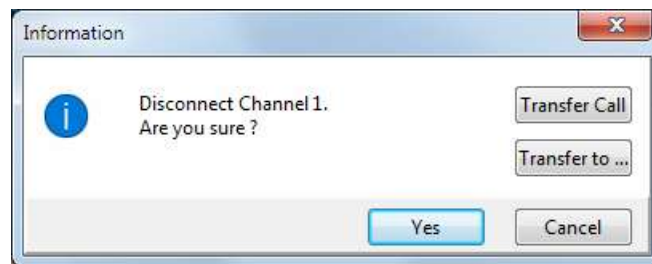 Information
Disconnect Channel 1.
Are you sure ?
Transfer Call
Transfer to ...
Yes
Cancel